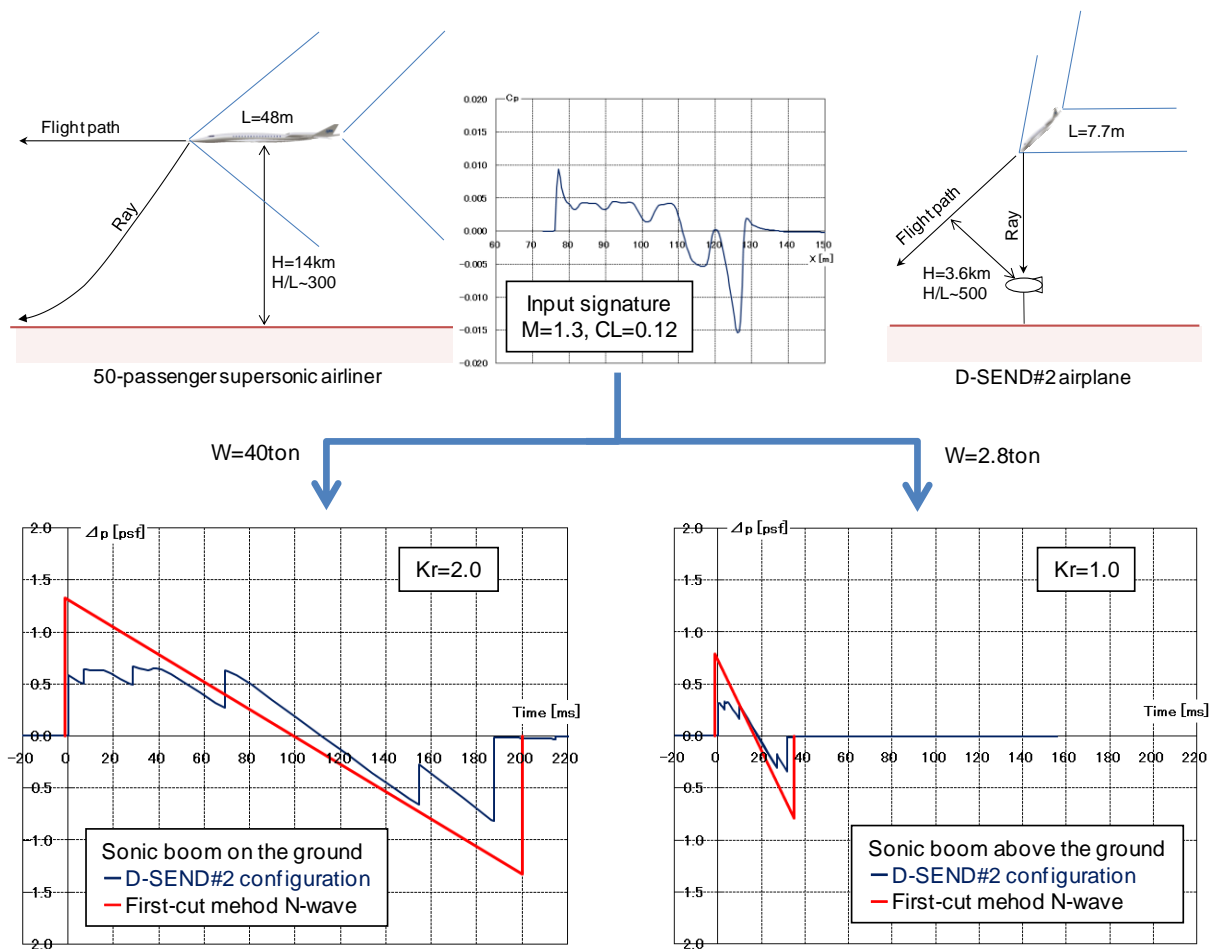 L=48m
Flight path
Ray
H=14km
H/L~300
50-passenger supersonic airliner
Cp
0.020
0.015
0.010
0.005
0.000
-0.005
-0.010
-0.015
-0.020
60 70 80 90 100 110 120 130 140 150
X [m]
Input signature
M=1.3, CL=0.12
L=7.7m
Flight path
Ray
H=3.6km
H/L~500
D-SEND#2 airplane
W=40ton
W=2.8ton
⊿p [psf]
2.0
1.5
1.0
0.5
0.0
-0.5
-1.0
-1.5
2.0
-20 0 20 40 60 80 100 120 140 160 180 200 220
Time [ms]
Kr=2.0
Sonic boom on the ground
D-SEND#2 configuration
First-cut mehod N-wave
⊿p [psf]
2.0
1.5
1.0
0.5
0.0
-0.5
-1.0
1.5
2.0
-20 0 20 40 60 80 100 120 140 160 180 200 220
Time [ms]
Kr=1.0
Sonic boom above the ground
D-SEND#2 configuration
First-cut mehod N-wave